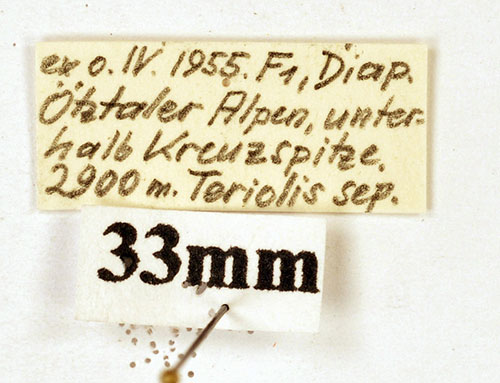 ex o. IV. 1955. F1, Diap.
Ötztaler Alpen, unter-
halb Kreuzspitze,
2900 m. Teriolis sep.
33mm